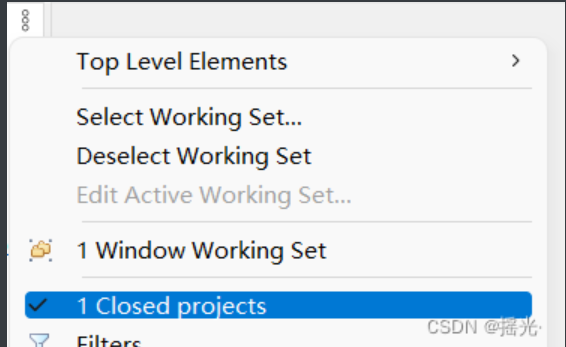 Top Level Elements
Select Working Set...
Deselect Working Set
Edit Active Working Set...
1 Window Working Set
1 Closed projects
CSDN @摇光·
Filters